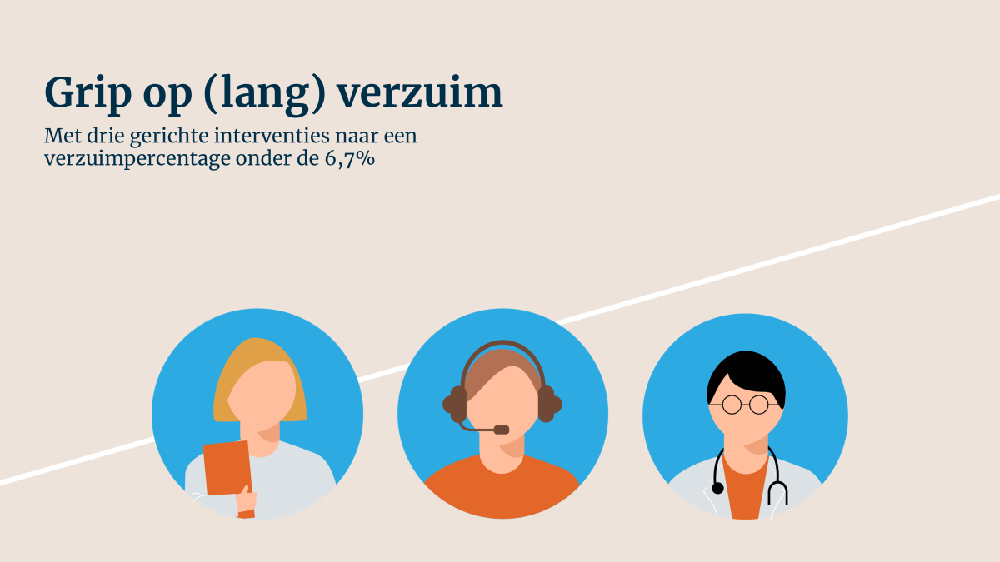 Grip op (lang) verzuim
Met drie gerichte interventies naar een
verzuimpercentage onder de 6,7%